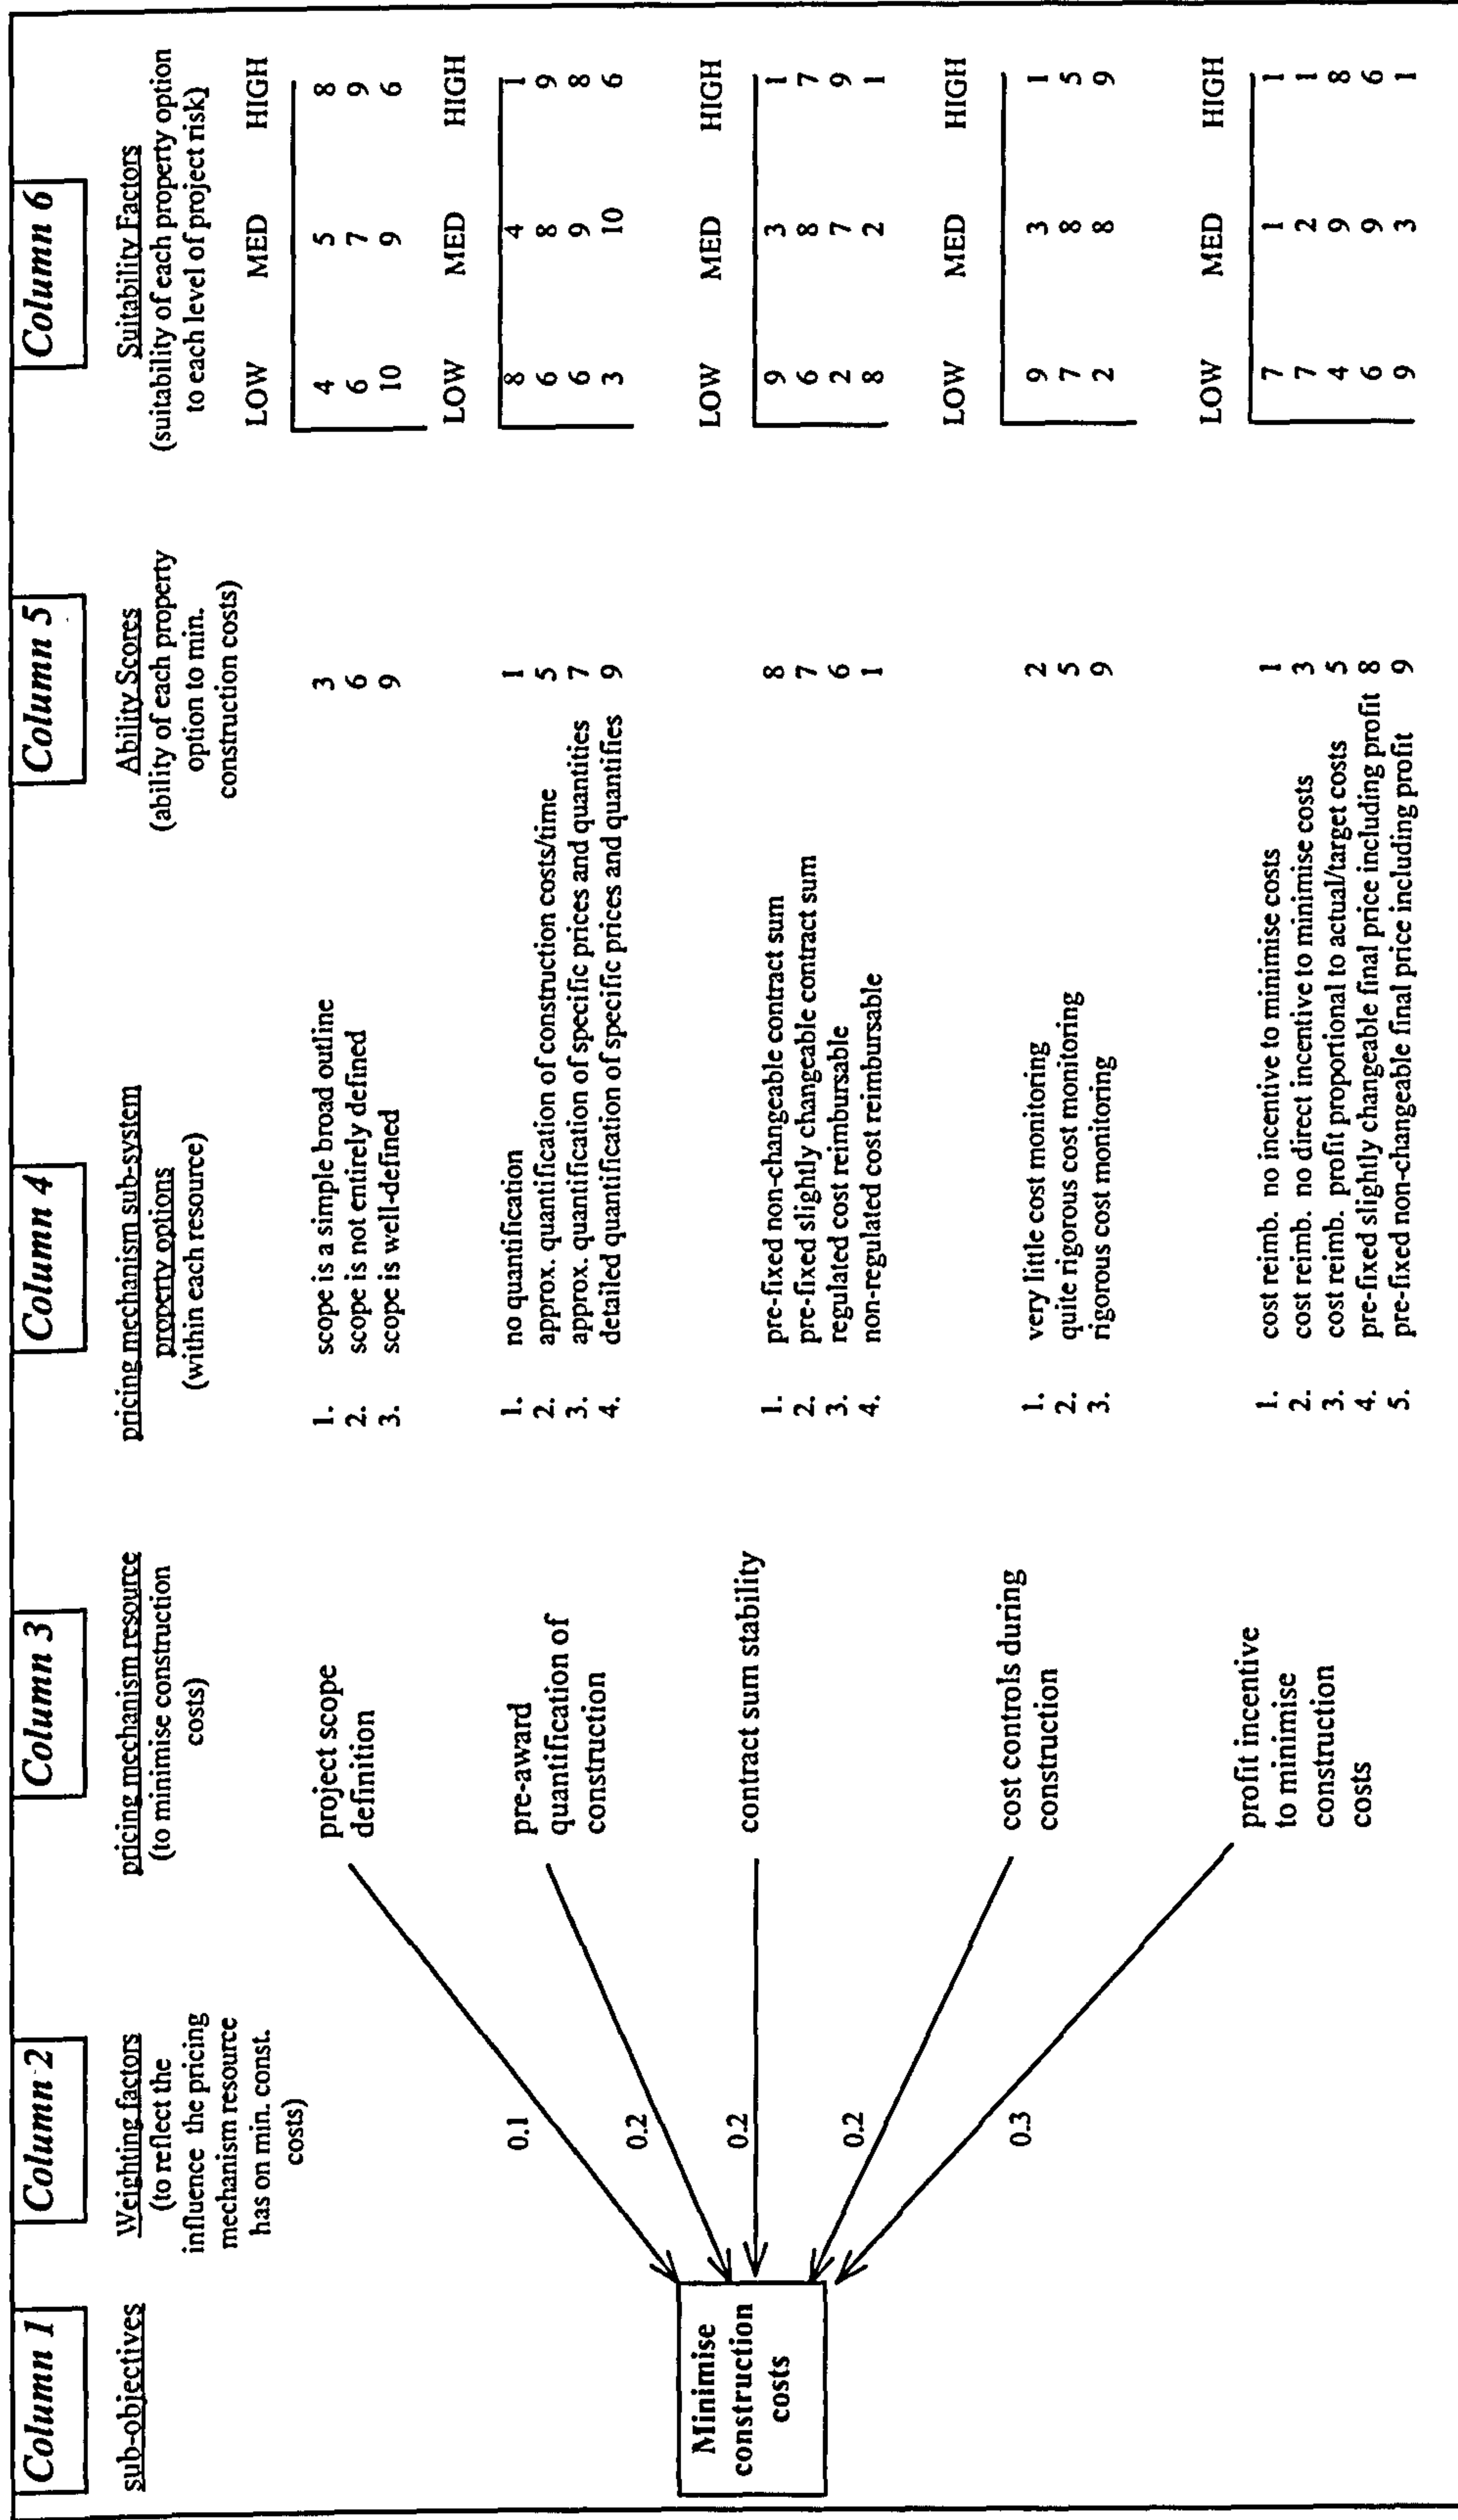 Column 1
sub-objectives
Minimise
construction
costs
Column 2
Weighting factors
(to reflect the
influence the pricing
mechanism resource
has on min. const.
costs)
0.1
0.2
0.2
0.2
0.3
Column 3
pricing mechanism resource
(to minimise construction
costs)
project scope
definition
pre-award
quantification of
construction
contract sum stability
cost controls during
construction
profit incentive
to minimise
construction
costs
Column 4
pricing mechanism sub-system
property options
(within each resource)
1. scope is a simple broad outline
2. scope is not entirely defined
3. scope is well-defined
1. no quantification
2. approx. quantification of construction costs/time
3. approx. quantification of specific prices and quantities
4. detailed quantification of specific prices and quantifies
1. pre-fixed non-changeable contract sum
2. pre-fixed slightly changeable contract sum
3. regulated cost reimbursable
4. non-regulated cost reimbursable
1. very little cost monitoring
2. quite rigorous cost monitoring
3. rigorous cost monitoring
1. cost reimb. no incentive to minimise costs
2. cost reimb. no direct incentive to minimise costs
3. cost reimb. profit proportional to actual/target costs
4. pre-fixed slightly changeable final price including profit
5. pre-fixed non-changeable final price including profit
Column 5
Ability Scores
(ability of each property
option to min.
construction costs)
3
6
9
1
5
7
9
8
7
6
1
2
5
9
1
3
5
8
9
Column 6
Suitability Factors
(suitability of each property option
to each level of project risk)
LOW MED HIGH
4 5 8
6 7 9
10 9 6
LOW MED HIGH
8 4 1
6 8 9
6 9 8
3 10 6
LOW MED HIGH
9 3 1
6 8 7
2 7 9
8 2 1
LOW MED HIGH
9 3 1
7 8 5
2 8 9
LOW MED HIGH
7 1 1
7 2 1
4 9 8
6 9 6
9 3 1